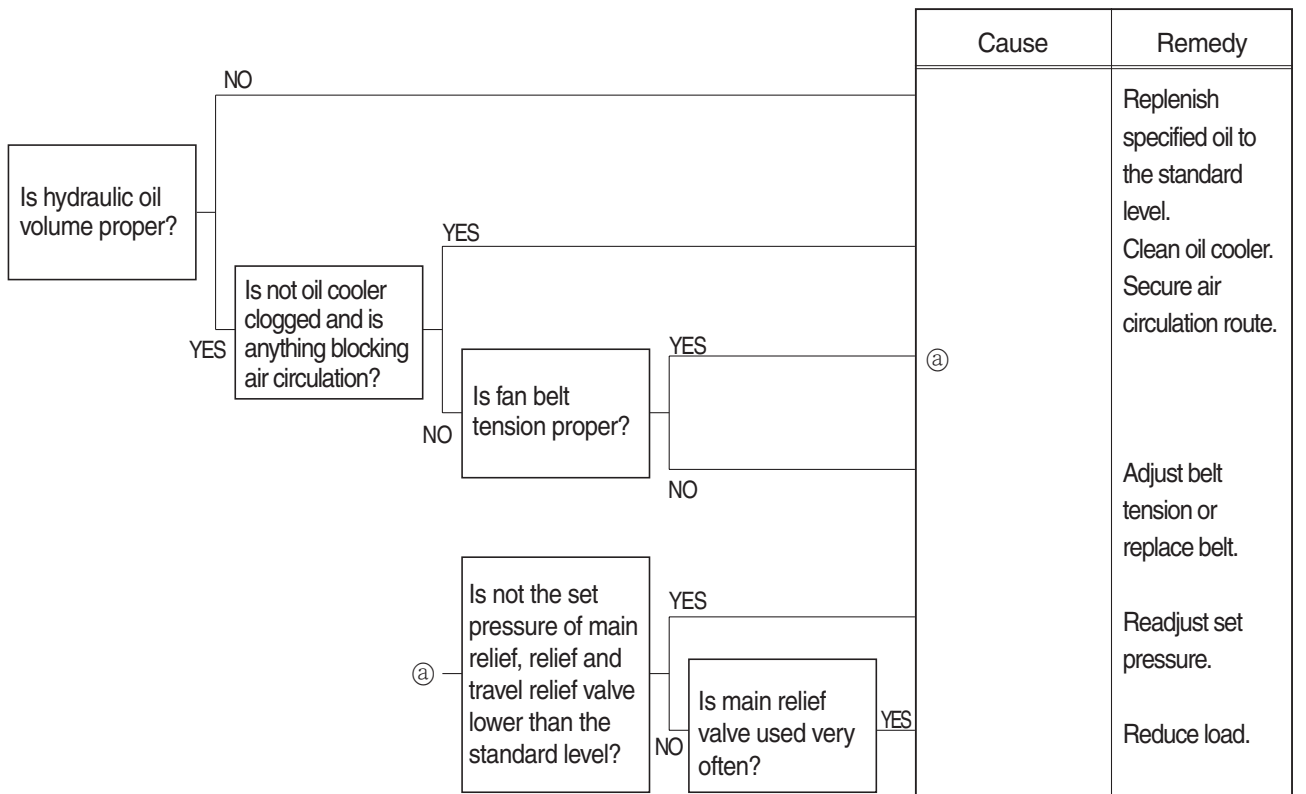 Cause
Remedy
NO
Replenish
specified oil to
the standard
level.
Is hydraulic oil
volume proper?
YES
Clean oil cooler.
Secure air
circulation route.
YES
Is not oil cooler
clogged and is
anything blocking
air circulation?
YES
ⓐ
NO
Is fan belt
tension proper?
NO
Adjust belt
tension or
replace belt.
ⓐ
Is not the set
pressure of main
relief, relief and
travel relief valve
lower than the
standard level?
YES
Readjust set
pressure.
NO
Is main relief
valve used very
often?
YES
Reduce load.